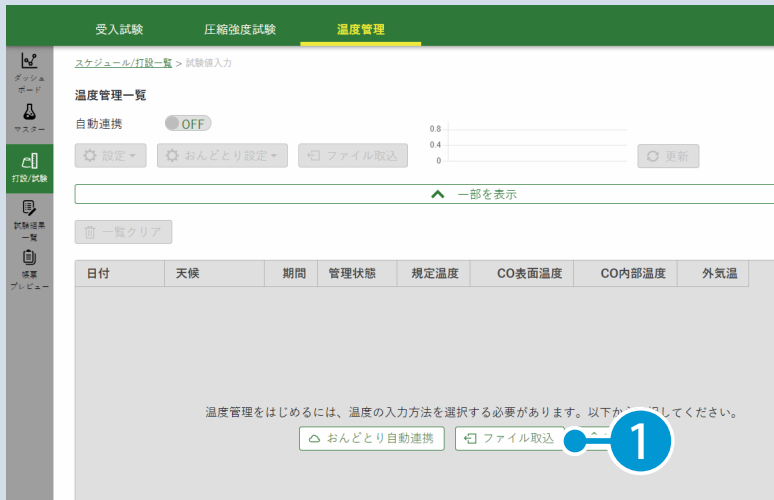 受入試験 圧縮強度試験 温度管理
ダッシュ
ボード
マスター
打設/試験
試験結果
一覧
帳票
プレビュー
スケジュール/打設一覧 > 試験値入力
温度管理一覧
自動連携 OFF
設定 おんどとり設定 ファイル取込
0.8
0.4
0
更新
一部を表示
一覧クリア
日付 天候 期間 管理状態 規定温度 CO表面温度 CO内部温度 外気温
温度管理をはじめるには、温度の入力方法を選択する必要があります。以下か してください。
おんどとり自動連携 ファイル取込
1